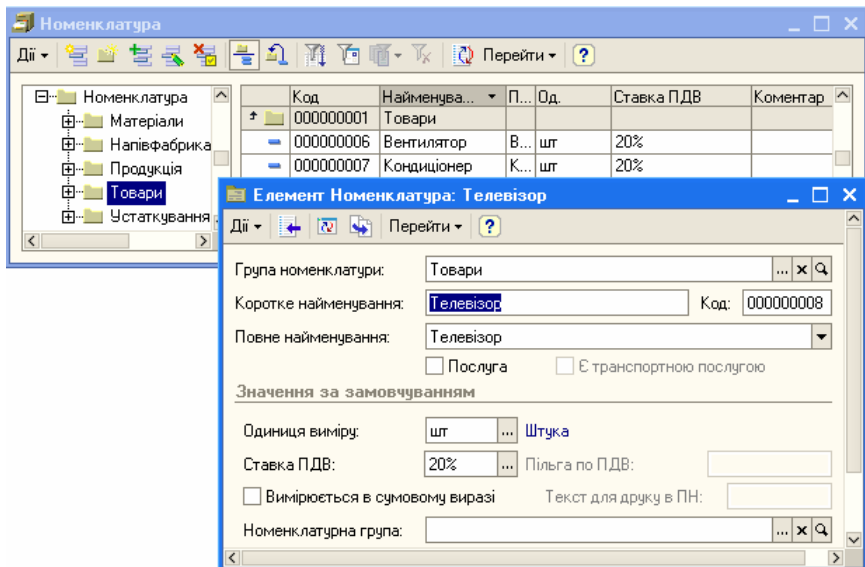 Номенклатура
Дії Перейти ?
Номенклатура
Матеріали
Напівфабрика
Продукція
Товари
Устаткування
Код Найменува... П... Од. Ставка ПДВ Коментар
000000001 Товари
000000006 Вентилятор В... шт 20%
000000007 Кондиціонер К... шт 20%
Елемент Номенклатура: Телевізор
Дії Перейти ?
Група номенклатури: Товари ...
Коротке найменування: Телевізор Код: 000000008
Повне найменування: Телевізор
Послуга Є транспортною послугою
Значення за замовчуванням
Одиниця виміру: шт ... Штука
Ставка ПДВ: 20% ... Пільга по ПДВ:
Вимірюється в сумовому виразі Текст для друку в ПН:
Номенклатурна група: ...